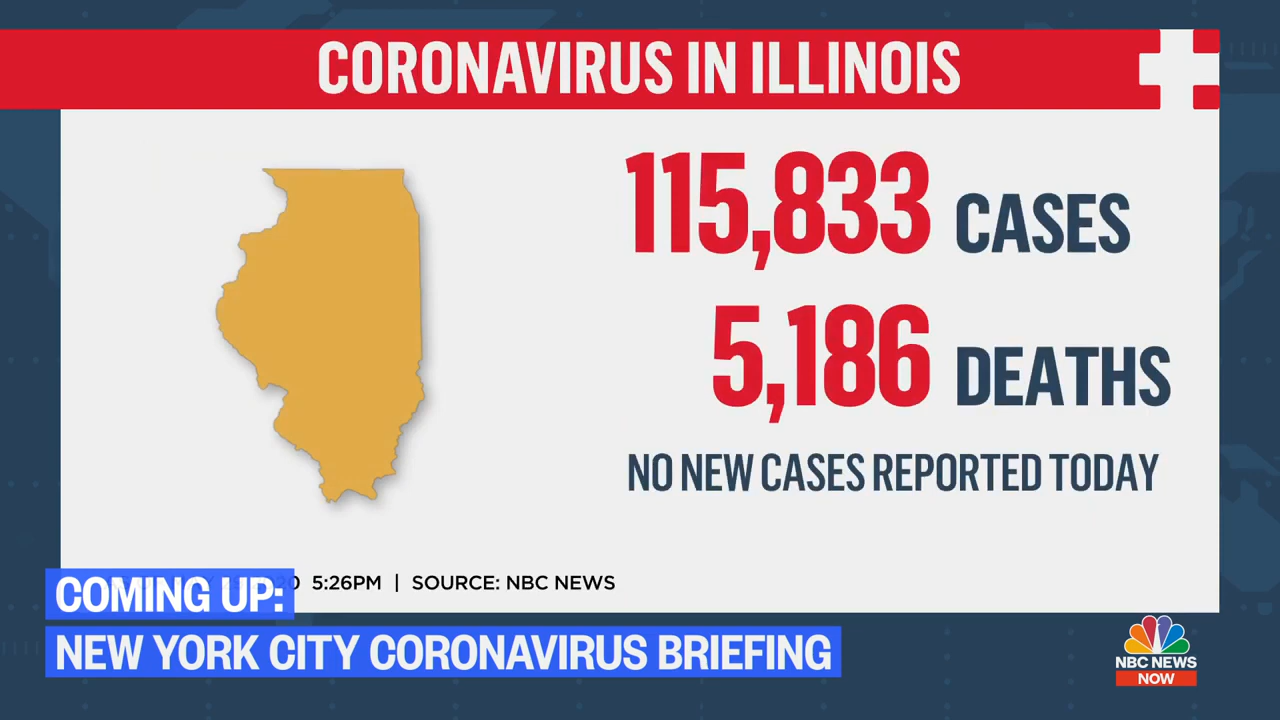 CORONAVIRUS IN ILLINOIS
115,833 CASES
5,186 DEATHS
NO NEW CASES REPORTED TODAY
5:26PM | SOURCE: NBC NEWS
COMING UP:
NEW YORK CITY CORONAVIRUS BRIEFING
NBC NEWS
NOW